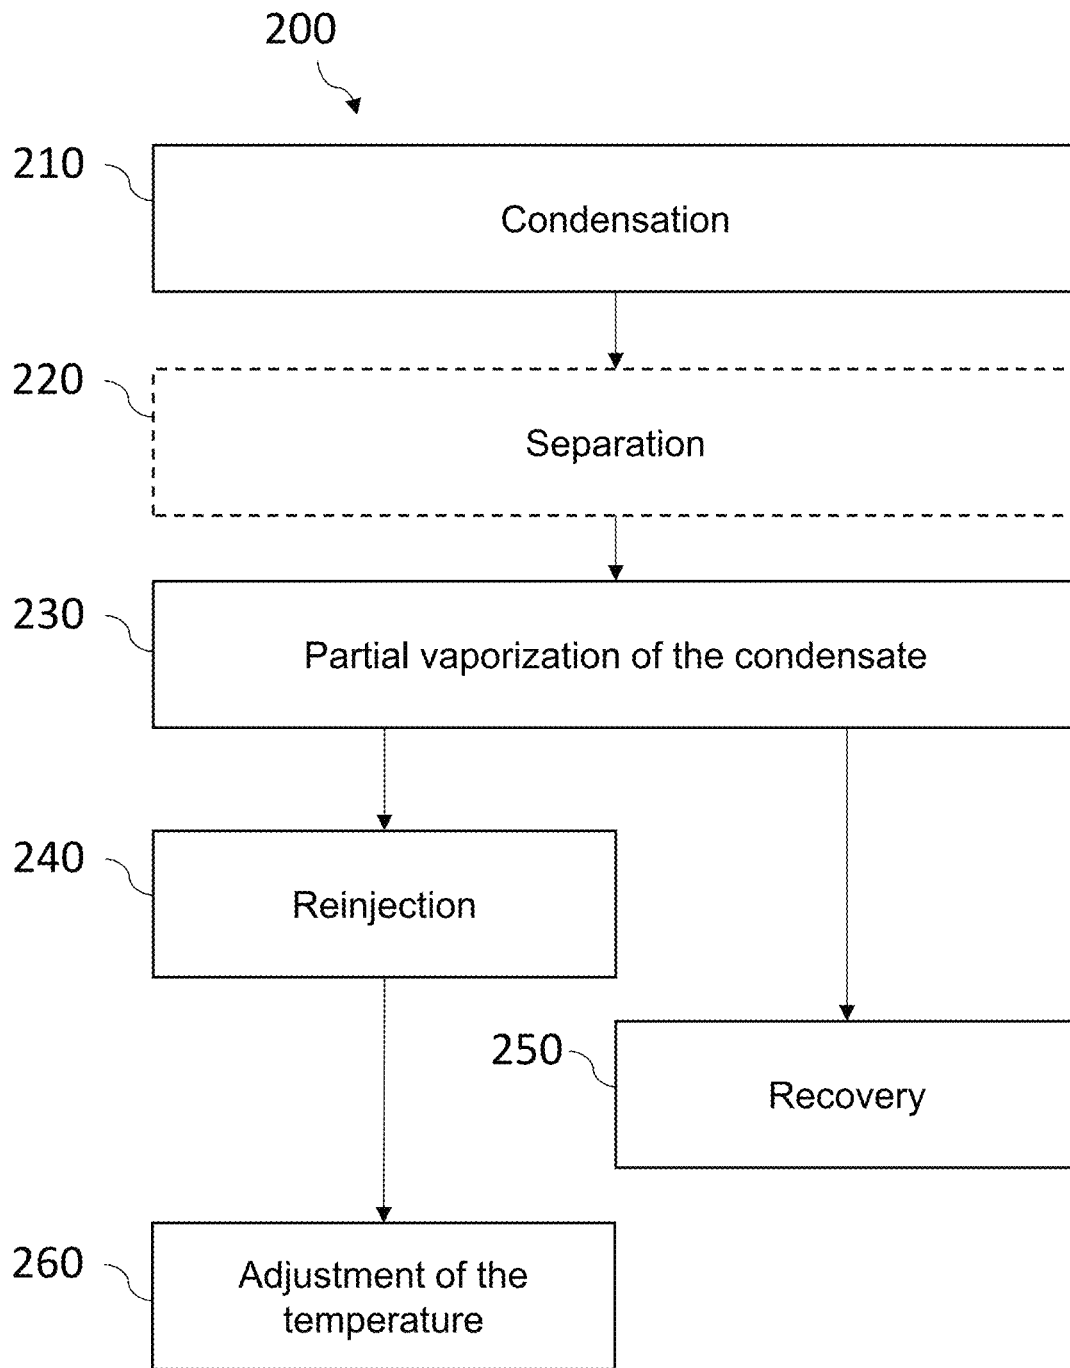 200
210
Condensation
220
Separation
230
Partial vaporization of the condensate
240
Reinjection
250
Recovery
260
Adjustment of the
temperature